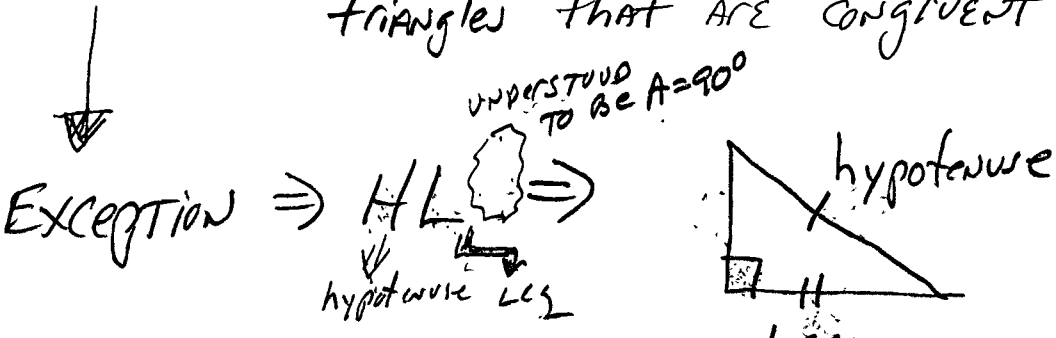 triangles that are congruent
understood
to be A=90°
Exception ⇒ HL ⇒
hypotenuse
hypotenuse Leg